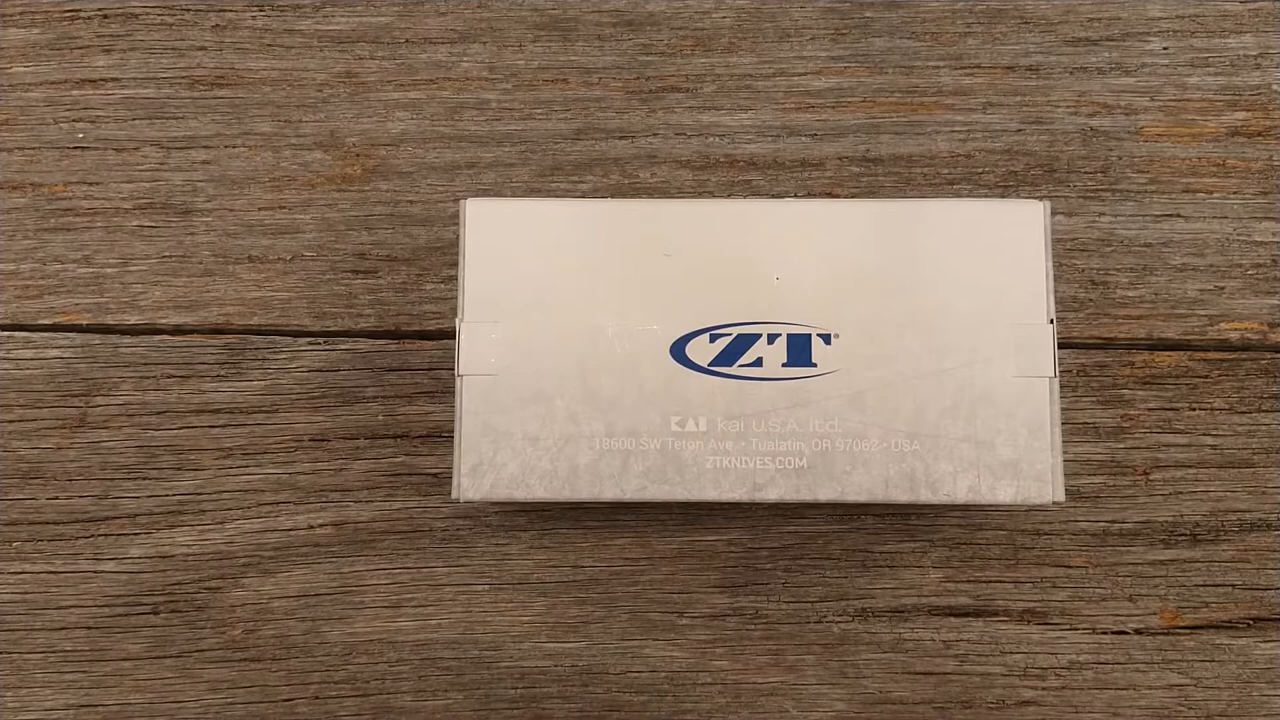 ZT®
KAI kai U.S.A. ltd.
18600 SW Teton Ave. • Tualatin, OR 97062 • USA
ZTKNIVES.COM